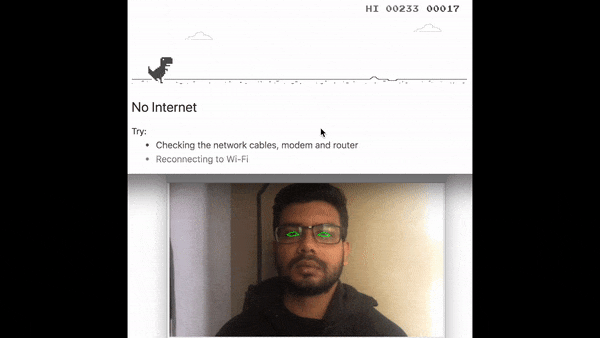 HI 00233 00017
No Internet
Try:
• Checking the network cables, modem and router
• Reconnecting to Wi-Fi